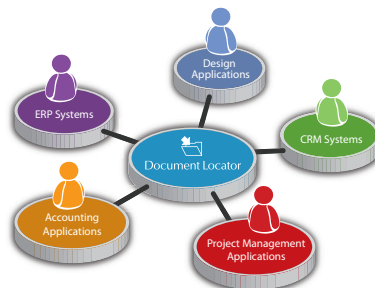 Design
Applications
ERP Systems
CRM Systems
Document Locator
Accounting
Applications
Project Management
Applications